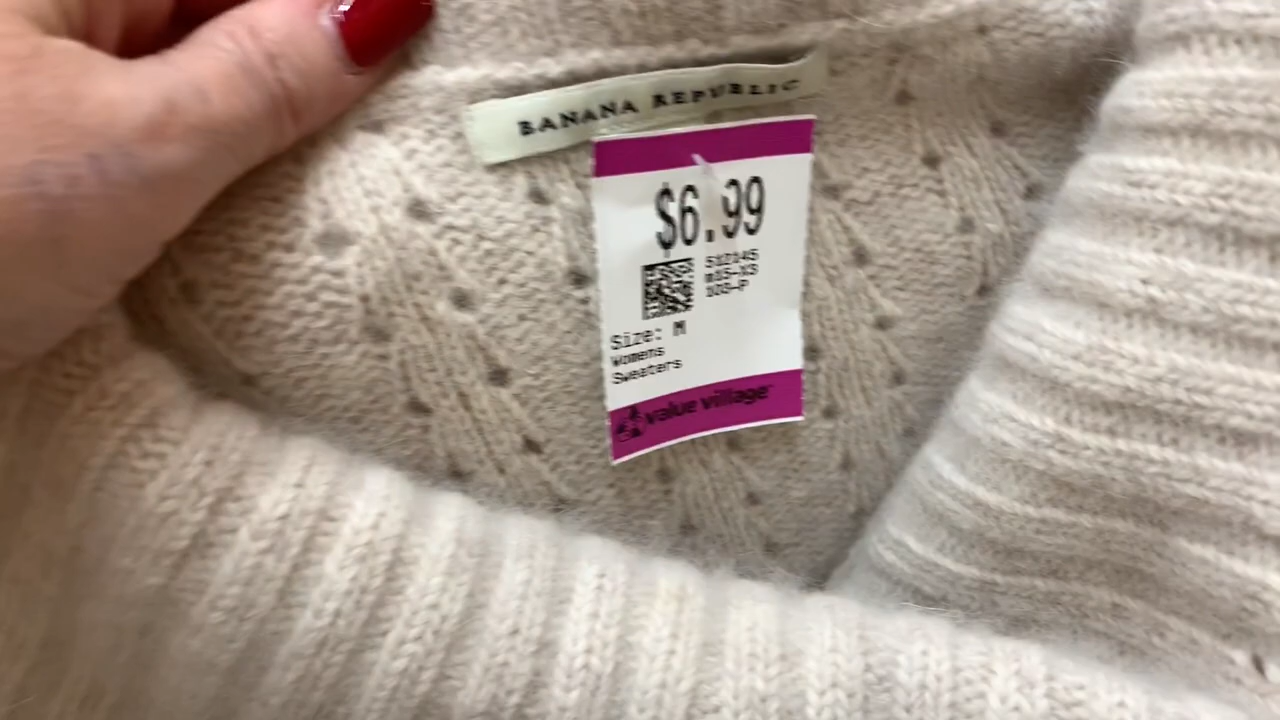 BANANA REPUBLIC
$6.99
Size: M
Womens
Sweaters
value village